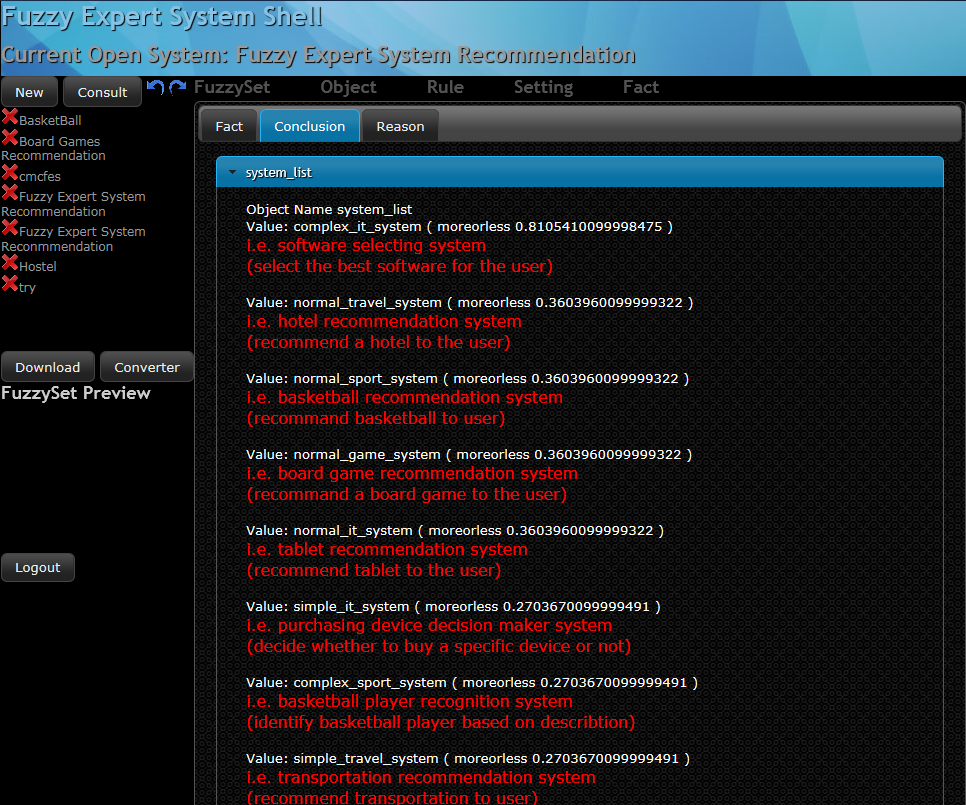 Fuzzy Expert System Shell
Current Open System: Fuzzy Expert System Recommendation
New
Consult
FuzzySet
Object
Rule
Setting
Fact
BasketBall
Board Games
Recommendation
cmcfes
Fuzzy Expert System
Recommendation
Fuzzy Expert System
Recommmendation
Hostel
try
Download
Converter
FuzzySet Preview
Logout
Fact
Conclusion
Reason
system_list
Object Name system_list
Value: complex_it_system ( moreorless 0.8105410099998475 )
i.e. software selecting system
(select the best software for the user)
Value: normal_travel_system ( moreorless 0.3603960099999322 )
i.e. hotel recommendation system
(recommend a hotel to the user)
Value: normal_sport_system ( moreorless 0.3603960099999322 )
i.e. basketball recommendation system
(recommand basketball to user)
Value: normal_game_system ( moreorless 0.3603960099999322 )
i.e. board game recommendation system
(recommand a board game to the user)
Value: normal_it_system ( moreorless 0.3603960099999322 )
i.e. tablet recommendation system
(recommend tablet to the user)
Value: simple_it_system ( moreorless 0.2703670099999491 )
i.e. purchasing device decision maker system
(decide whether to buy a specific device or not)
Value: complex_sport_system ( moreorless 0.2703670099999491 )
i.e. basketball player recognition system
(identify basketball player based on describtion)
Value: simple_travel_system ( moreorless 0.2703670099999491 )
i.e. transportation recommendation system
(recommend transportation to user)